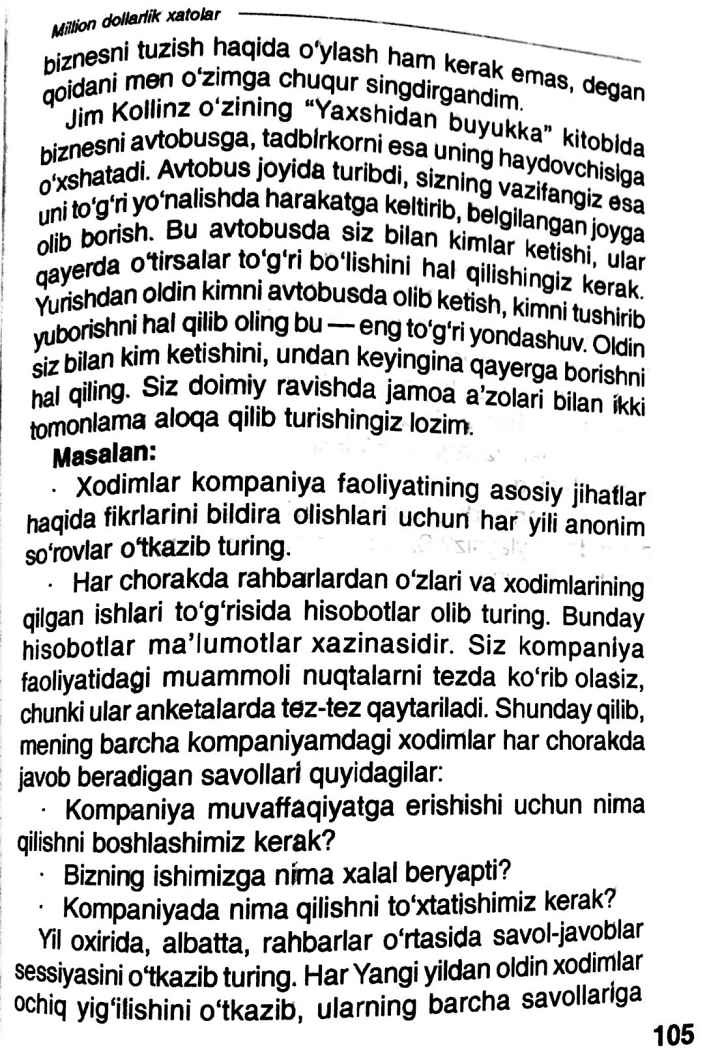 Million dollarlik xatolar
biznesni tuzish haqida o‘ylash ham kerak emas, degan
qoidani men o‘zimga chuqur singdirgandim.
Jim Kollinz o‘zining “Yaxshidan buyukka” kitobida
biznesni avtobusga, tadbirkorni esa uning haydovchisiga
o‘xshatadi. Avtobus joyida turibdi, sizning vazifangiz esa
uni to‘g‘ri yo‘nalishda harakatga keltirib, belgilangan joyga
olib borish. Bu avtobusda siz bilan kimlar ketishi, ular
qayerda o‘tirsalar to‘g‘ri bo‘lishini hal qilishingiz kerak.
Yurishdan oldin kimni avtobusda olib ketish, kimni tushirib
yuborishni hal qilib oling bu — eng to‘g‘ri yondashuv. Oldin
siz bilan kim ketishini, undan keyingina qayerga borishni
hal qiling. Siz doimiy ravishda jamoa a’zolari bilan ikki
tomonlama aloqa qilib turishingiz lozim.
Masalan:
· Xodimlar kompaniya faoliyatining asosiy jihatlar
haqida fikrlarini bildira olishlari uchun har yili anonim
so‘rovlar o‘tkazib turing.
· Har chorakda rahbarlardan o‘zlari va xodimlarining
qilgan ishlari to‘g‘risida hisobotlar olib turing. Bunday
hisobotlar ma’lumotlar xazinasidir. Siz kompaniya
faoliyatidagi muammoli nuqtalarni tezda ko‘rib olasiz,
chunki ular anketalarda tez-tez qaytariladi. Shunday qilib,
mening barcha kompaniyamdagi xodimlar har chorakda
javob beradigan savollari quyidagilar:
· Kompaniya muvaffaqiyatga erishishi uchun nima
qilishni boshlashimiz kerak?
· Bizning ishimizga nima xalal beryapti?
· Kompaniyada nima qilishni to‘xtatishimiz kerak?
Yil oxirida, albatta, rahbarlar o‘rtasida savol-javoblar
sessiyasini o‘tkazib turing. Har Yangi yildan oldin xodimlar
ochiq yig‘ilishini o‘tkazib, ularning barcha savollariga
105